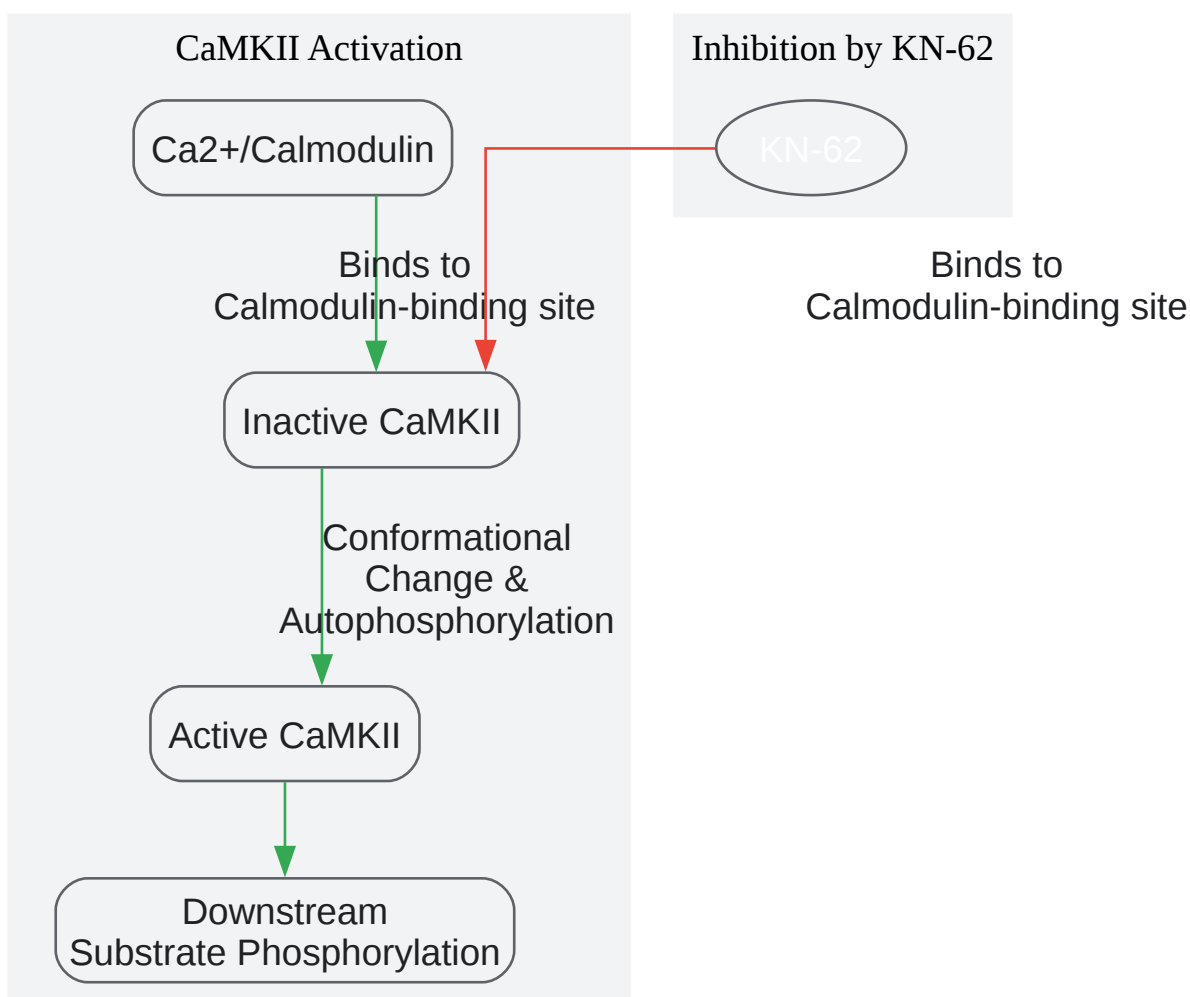 CaMKII Activation
Inhibition by KN-62
Ca2+/Calmodulin
KN-62
Binds to
Calmodulin-binding site
Binds to
Calmodulin-binding site
Inactive CaMKII
Conformational
Change &
Autophosphorylation
Active CaMKII
Downstream
Substrate Phosphorylation